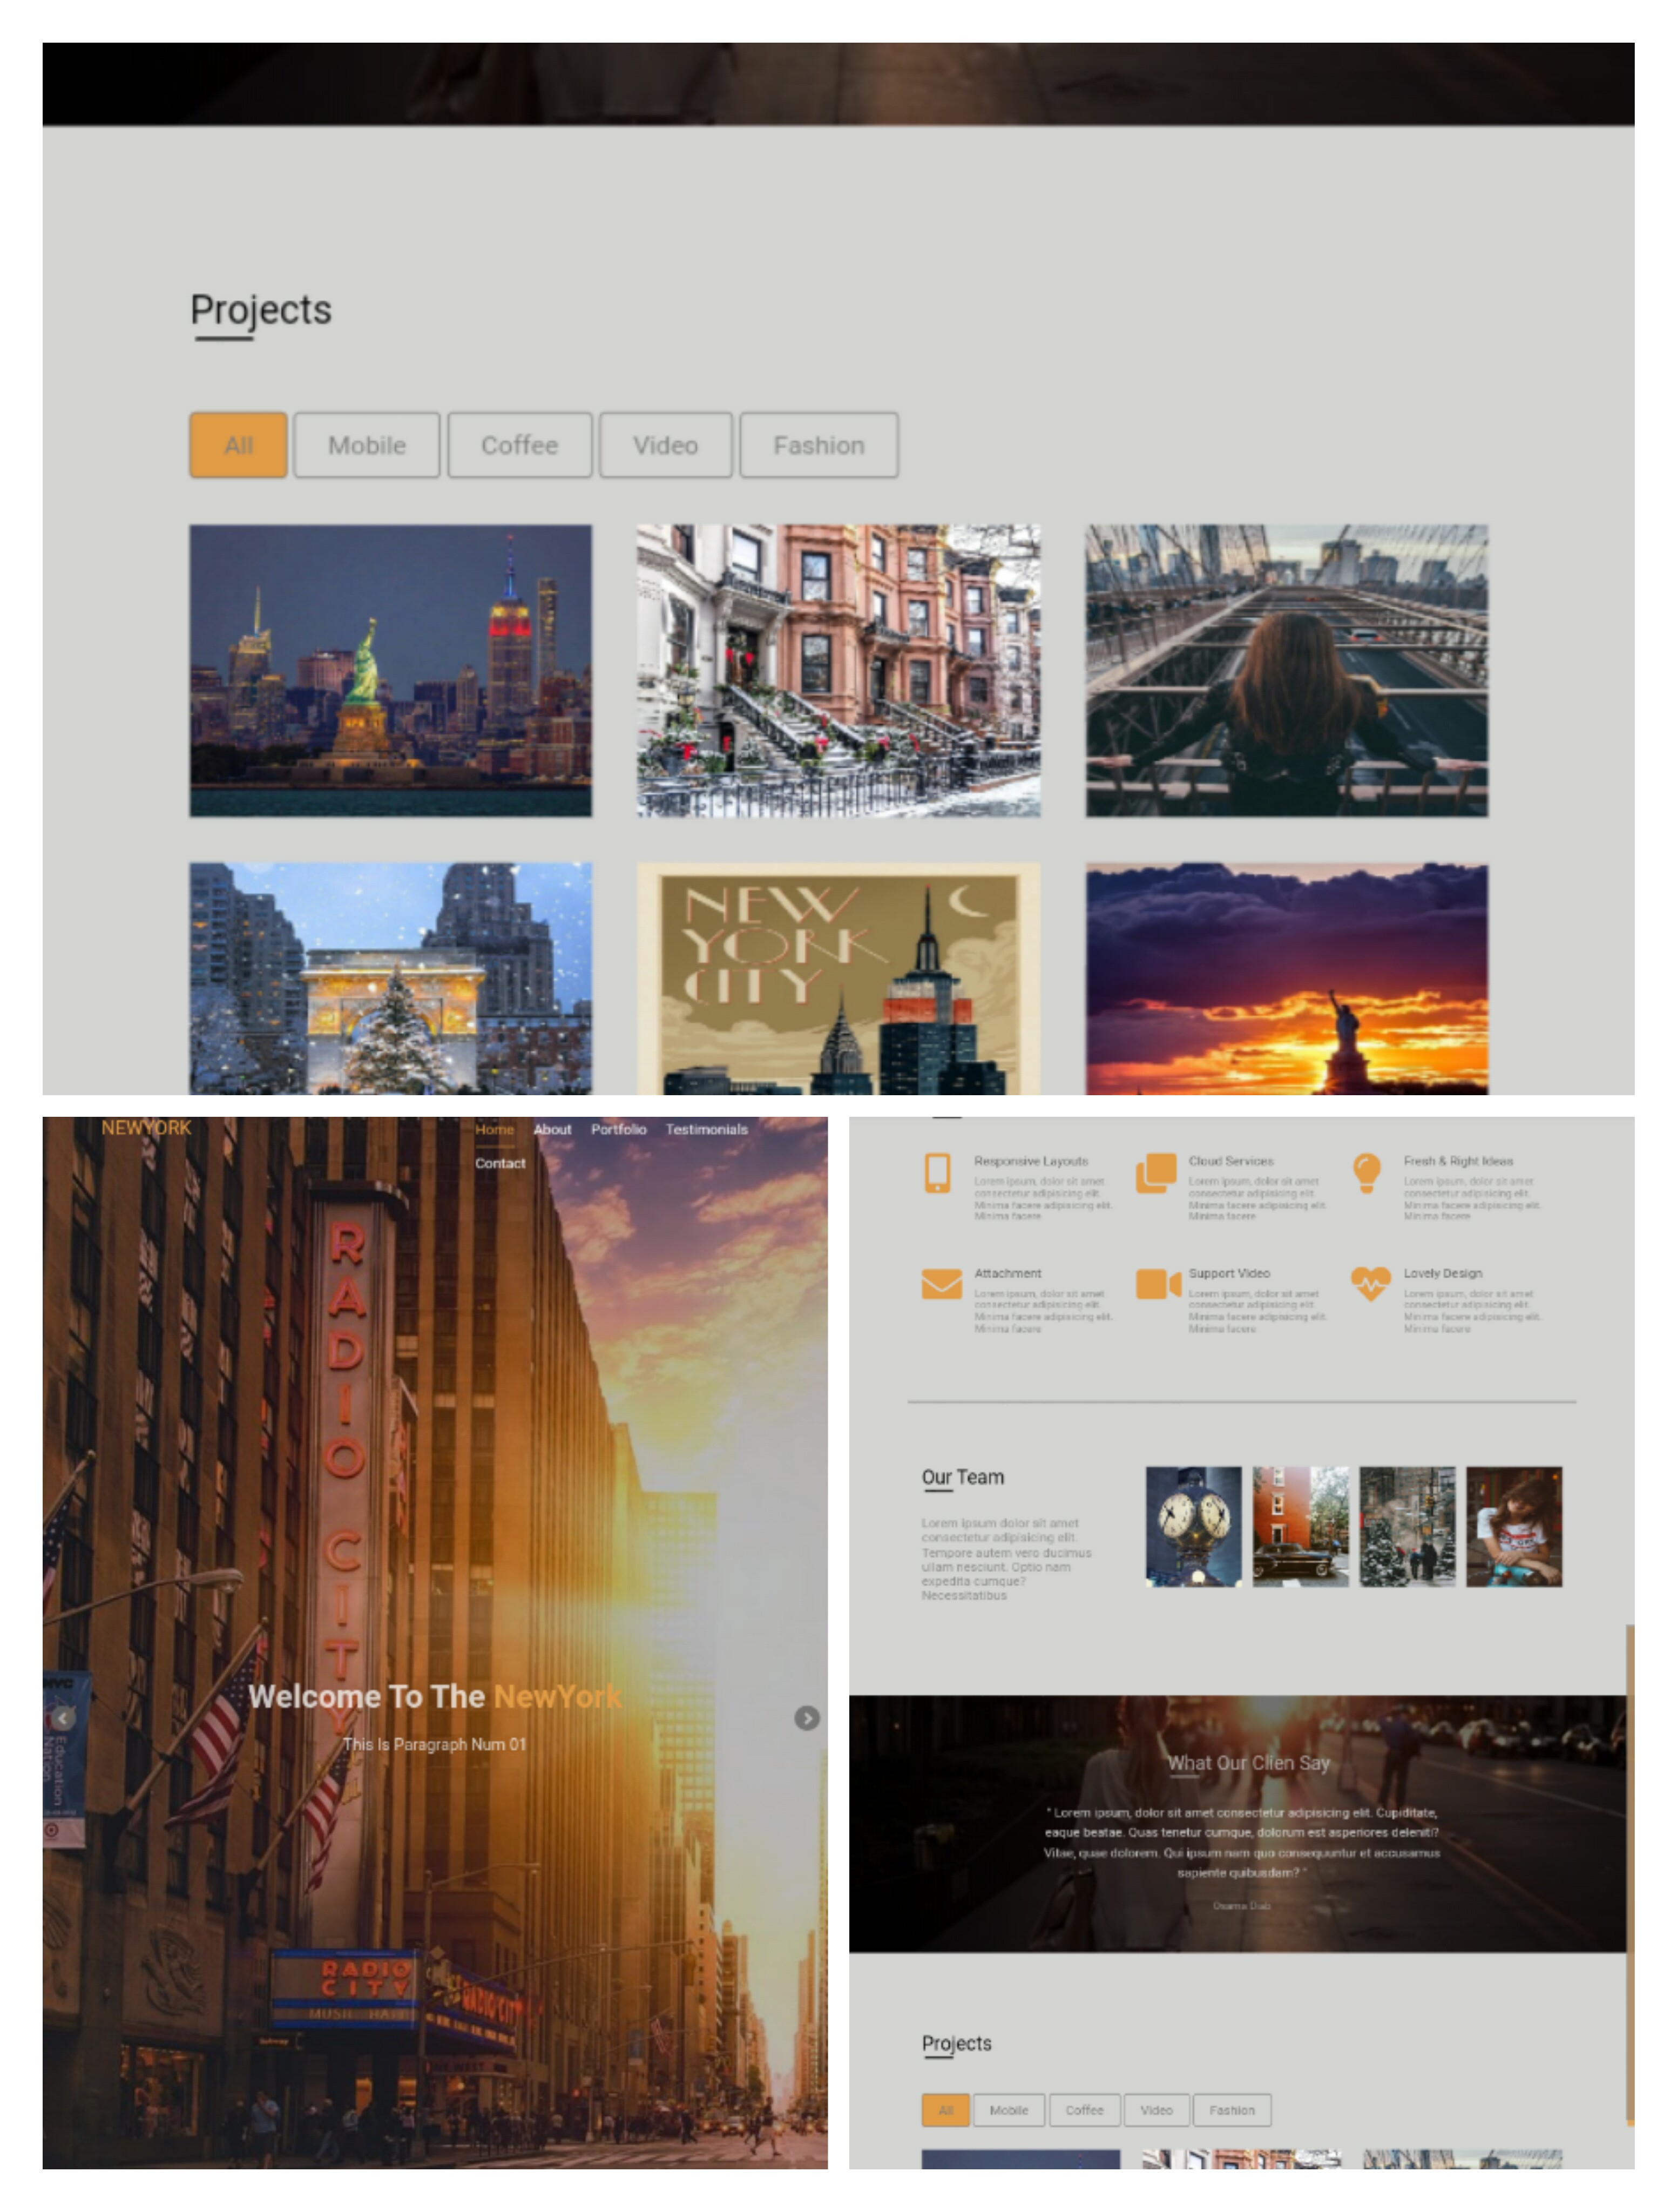 Projects
All Mobile Coffee Video Fashion
NEW
YORK
CITY
NEWYORK
Home About Portfolio Testimonials
Contact
RADIO CITY
Welcome To The NewYork
This Is Paragraph Num 01
NYC
Education
Nation
RADIO
CITY
MUSIC HALL
RADIO CITY
Subway
Responsive Layouts
Lorem ipsum, dolor sit amet
consectetur adipisicing elit.
Minima facere adipisicing elit.
Minima facere
Cloud Services
Lorem ipsum, dolor sit amet
consectetur adipisicing elit.
Minima facere adipisicing elit.
Minima facere
Fresh & Right Ideas
Lorem ipsum, dolor sit amet
consectetur adipisicing elit.
Minima facere adipisicing elit.
Minima facere
Attachment
Lorem ipsum, dolor sit amet
consectetur adipisicing elit.
Minima facere adipisicing elit.
Minima facere
Support Video
Lorem ipsum, dolor sit amet
consectetur adipisicing elit.
Minima facere adipisicing elit.
Minima facere
Lovely Design
Lorem ipsum, dolor sit amet
consectetur adipisicing elit.
Minima facere adipisicing elit.
Minima facere
Our Team
Lorem ipsum dolor sit amet
consectetur adipisicing elit.
Tempore autem vero ducimus
ullam nesciunt. Optio nam
expedita cumque?
Necessitatibus
What Our Clien Say
" Lorem ipsum, dolor sit amet consectetur adipisicing elit. Cupiditate,
eaque beatae. Quas tenetur cumque, dolorum est asperiores deleniti?
Vitae, quae dolorem. Qui ipsum nam quo consequuntur et accusamus
sapiente quibusdam? "
Osama Diab
Projects
All Mobile Coffee Video Fashion